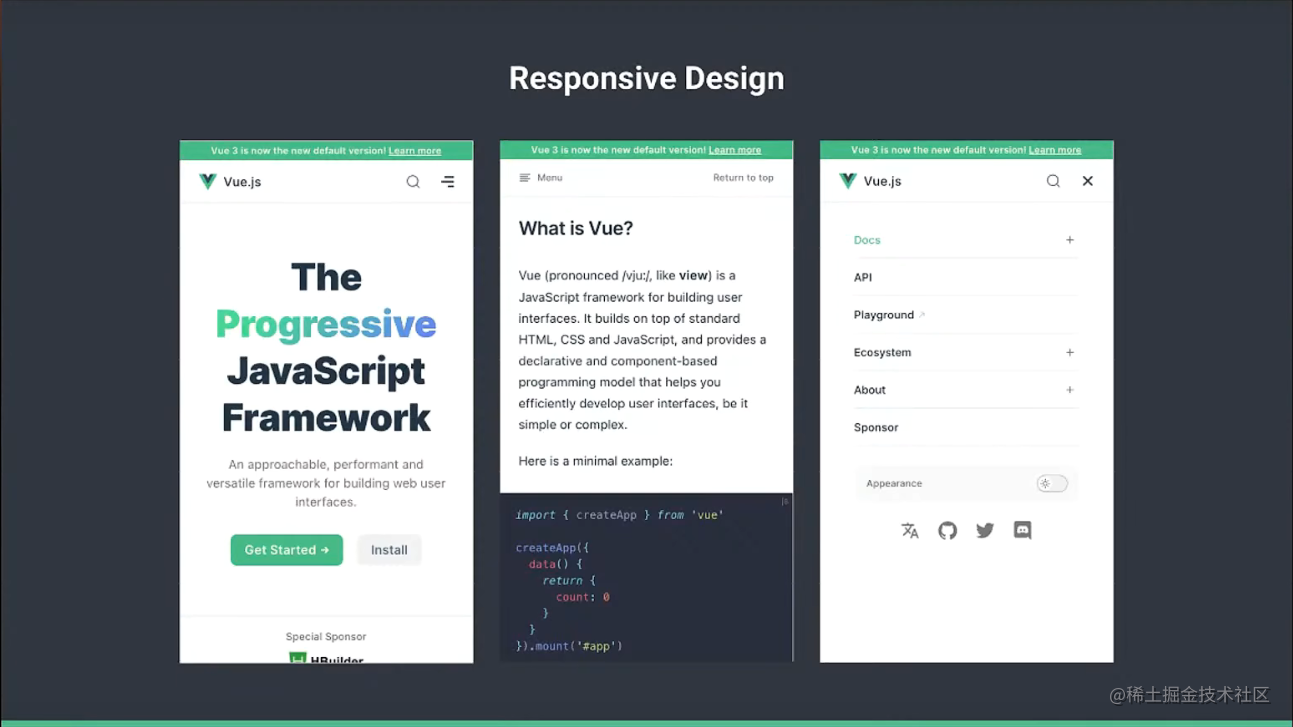 Responsive Design
Vue 3 is now the new default version! Learn more
Vue.js
The
Progressive
JavaScript
Framework
An approachable, performant and
versatile framework for building web user
interfaces.
Get Started →
Install
Special Sponsor
HBuilder
Vue 3 is now the new default version! Learn more
Menu
Return to top
What is Vue?
Vue (pronounced /vjuː/, like view) is a
JavaScript framework for building user
interfaces. It builds on top of standard
HTML, CSS and JavaScript, and provides a
declarative and component-based
programming model that helps you
efficiently develop user interfaces, be it
simple or complex.
Here is a minimal example:
js
import { createApp } from 'vue'
createApp({
data() {
return {
count: 0
}
}
}).mount('#app')
Vue 3 is now the new default version! Learn more
Vue.js
Docs +
API
Playground ↗
Ecosystem +
About +
Sponsor
Appearance
@稀土掘金技术社区